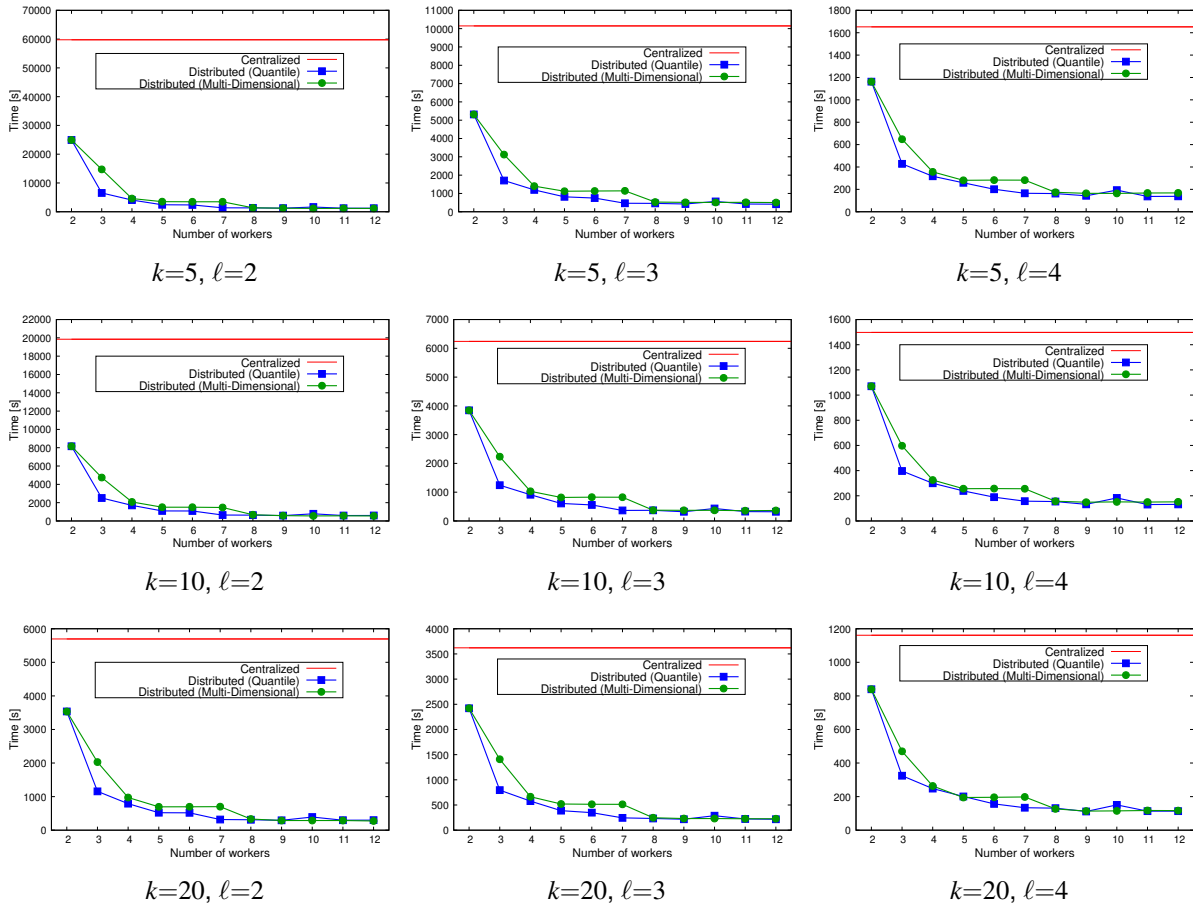 70000
60000
50000
40000
30000
20000
10000
0
Time [s]
Centralized
Distributed (Quantile)
Distributed (Multi-Dimensional)
2 3 4 5 6 7 8 9 10 11 12
Number of workers
k=5, ℓ=2
11000
10000
9000
8000
7000
6000
5000
4000
3000
2000
1000
0
Time [s]
Centralized
Distributed (Quantile)
Distributed (Multi-Dimensional)
2 3 4 5 6 7 8 9 10 11 12
Number of workers
k=5, ℓ=3
1800
1600
1400
1200
1000
800
600
400
200
0
Time [s]
Centralized
Distributed (Quantile)
Distributed (Multi-Dimensional)
2 3 4 5 6 7 8 9 10 11 12
Number of workers
k=5, ℓ=4
22000
20000
18000
16000
14000
12000
10000
8000
6000
4000
2000
0
Time [s]
Centralized
Distributed (Quantile)
Distributed (Multi-Dimensional)
2 3 4 5 6 7 8 9 10 11 12
Number of workers
k=10, ℓ=2
7000
6000
5000
4000
3000
2000
1000
0
Time [s]
Centralized
Distributed (Quantile)
Distributed (Multi-Dimensional)
2 3 4 5 6 7 8 9 10 11 12
Number of workers
k=10, ℓ=3
1600
1400
1200
1000
800
600
400
200
0
Time [s]
Centralized
Distributed (Quantile)
Distributed (Multi-Dimensional)
2 3 4 5 6 7 8 9 10 11 12
Number of workers
k=10, ℓ=4
6000
5000
4000
3000
2000
1000
0
Time [s]
Centralized
Distributed (Quantile)
Distributed (Multi-Dimensional)
2 3 4 5 6 7 8 9 10 11 12
Number of workers
k=20, ℓ=2
4000
3500
3000
2500
2000
1500
1000
500
0
Time [s]
Centralized
Distributed (Quantile)
Distributed (Multi-Dimensional)
2 3 4 5 6 7 8 9 10 11 12
Number of workers
k=20, ℓ=3
1200
1000
800
600
400
200
0
Time [s]
Centralized
Distributed (Quantile)
Distributed (Multi-Dimensional)
2 3 4 5 6 7 8 9 10 11 12
Number of workers
k=20, ℓ=4